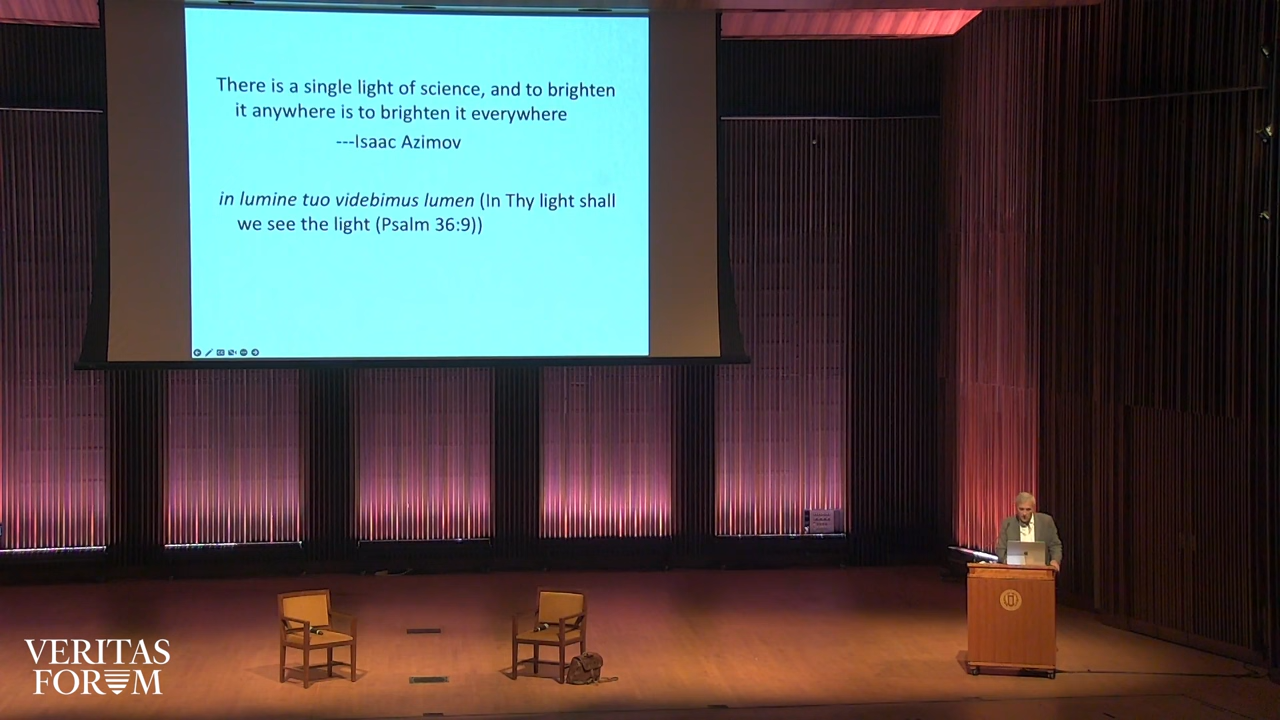 There is a single light of science, and to brighten
it anywhere is to brighten it everywhere
---Isaac Azimov
in lumine tuo videbimus lumen (In Thy light shall
we see the light (Psalm 36:9))
VERITAS
FORUM